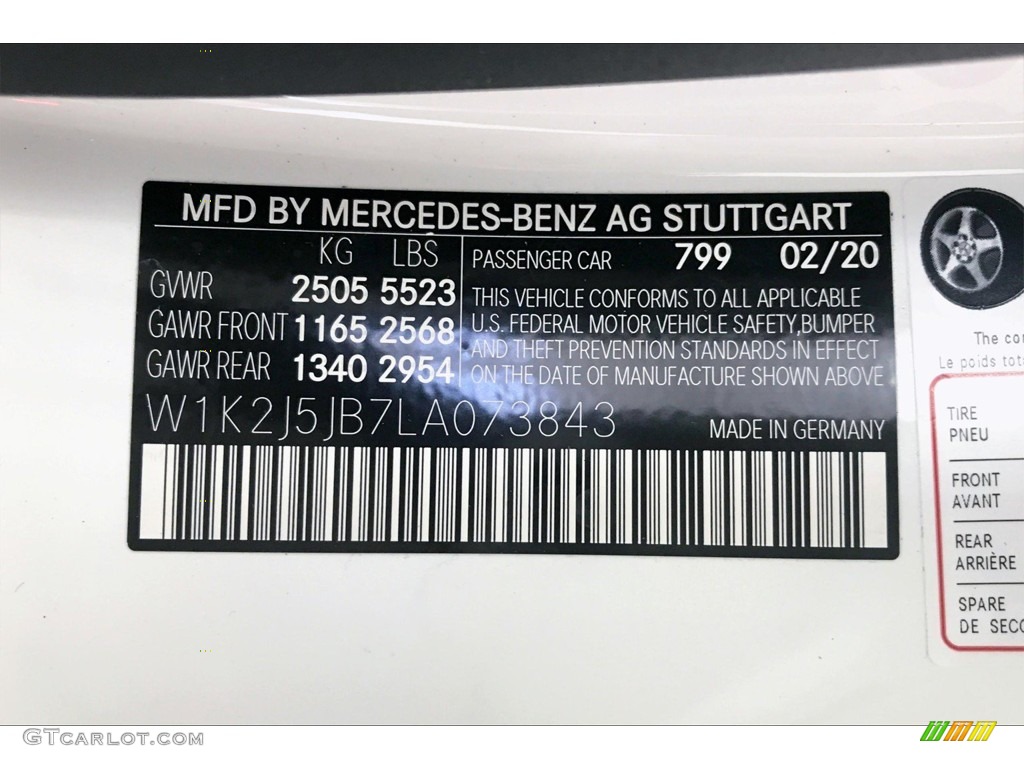 MFD BY MERCEDES-BENZ AG STUTTGART
KG LBS
GVWR 2505 5523
GAWR FRONT 1165 2568
GAWR REAR 1340 2954
PASSENGER CAR 799 02/20
THIS VEHICLE CONFORMS TO ALL APPLICABLE
U.S. FEDERAL MOTOR VEHICLE SAFETY,BUMPER
AND THEFT PREVENTION STANDARDS IN EFFECT
ON THE DATE OF MANUFACTURE SHOWN ABOVE
W1K2J5JB7LA073843
MADE IN GERMANY
The
Le poids
TIRE
PNEU
FRONT
AVANT
REAR
ARRIÈRE
SPARE
DE
GTCARLOT.COM